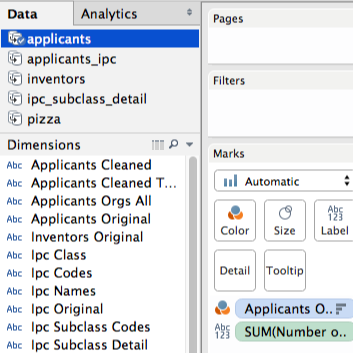 Data
Analytics
applicants
applicants_ipc
inventors
ipc_subclass_detail
pizza
Dimensions
Abc Applicants Cleaned
Abc Applicants Cleaned T...
Abc Applicants Orgs All
Abc Applicants Original
Abc Inventors Original
Abc Ipc Class
Abc Ipc Codes
Abc Ipc Names
Abc Ipc Original
Abc Ipc Subclass Codes
Abc Ipc Subclass Detail
Pages
Filters
Marks
Automatic
Color
Size
Abc
123
Label
Detail
Tooltip
Applicants O..
Abc
123
SUM(Number o..